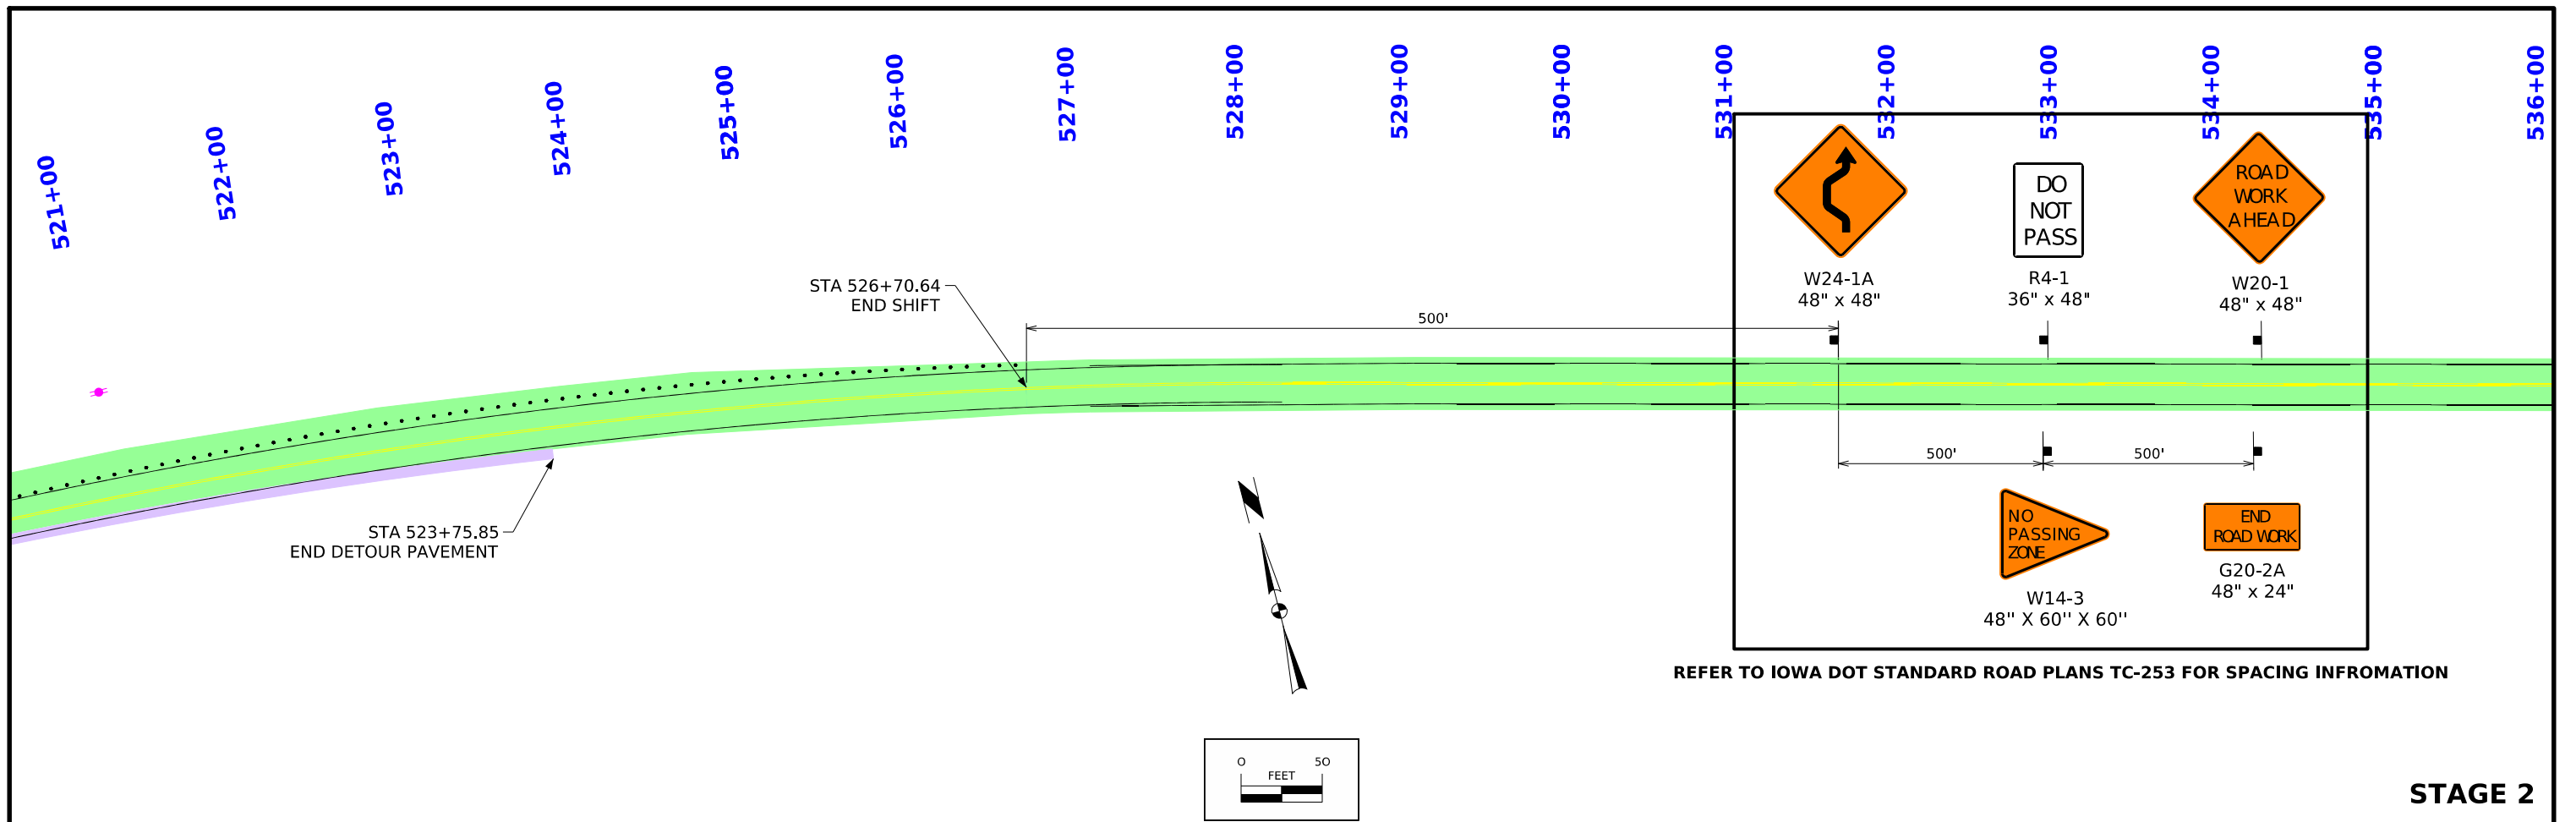 521+00
522+00
523+00
524+00
525+00
526+00
527+00
528+00
529+00
530+00
531+00
532+00
533+00
534+00
535+00
536+00
ROAD
WORK
AHEAD
DO
NOT
PASS
W24-1A
48" x 48"
R4-1
36" x 48"
W20-1
48" x 48"
STA 526+70.64
END SHIFT
500'
500'
500'
STA 523+75.85
END DETOUR PAVEMENT
NO
PASSING
ZONE
END
ROAD WORK
G20-2A
48" x 24"
W14-3
48'' X 60'' X 60''
REFER TO IOWA DOT STANDARD ROAD PLANS TC-253 FOR SPACING INFROMATION
0 50
FEET
STAGE 2